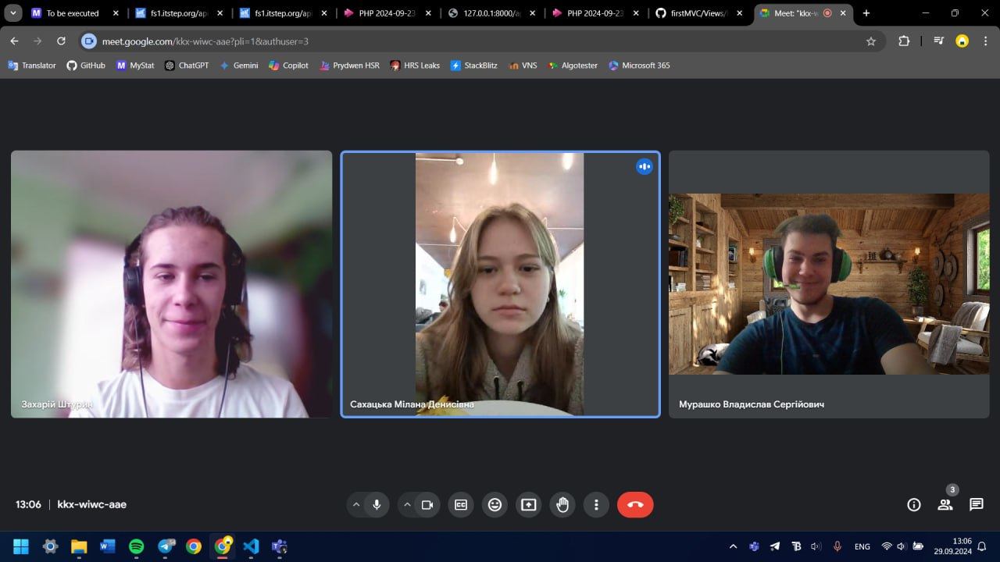 To be executed
fs1.itstep.org/ap
fs1.itstep.org/ap
PHP 2024-09-23
127.0.0.1:8000/a
PHP 2024-09-23
firstMVC/Views/
Meet: "kkx-w
meet.google.com/kkx-wiwc-aae?pli=1&authuser=3
Translator
GitHub
MyStat
ChatGPT
Gemini
Copilot
Prydwen HSR
HRS Leaks
StackBlitz
VNS
Algotester
Microsoft 365
Захарій Штурин
Сахацька Мілана Денисівна
Мурашко Владислав Сергійович
13:06 | kkx-wiwc-aae
3
ENG
13:06
29.09.2024